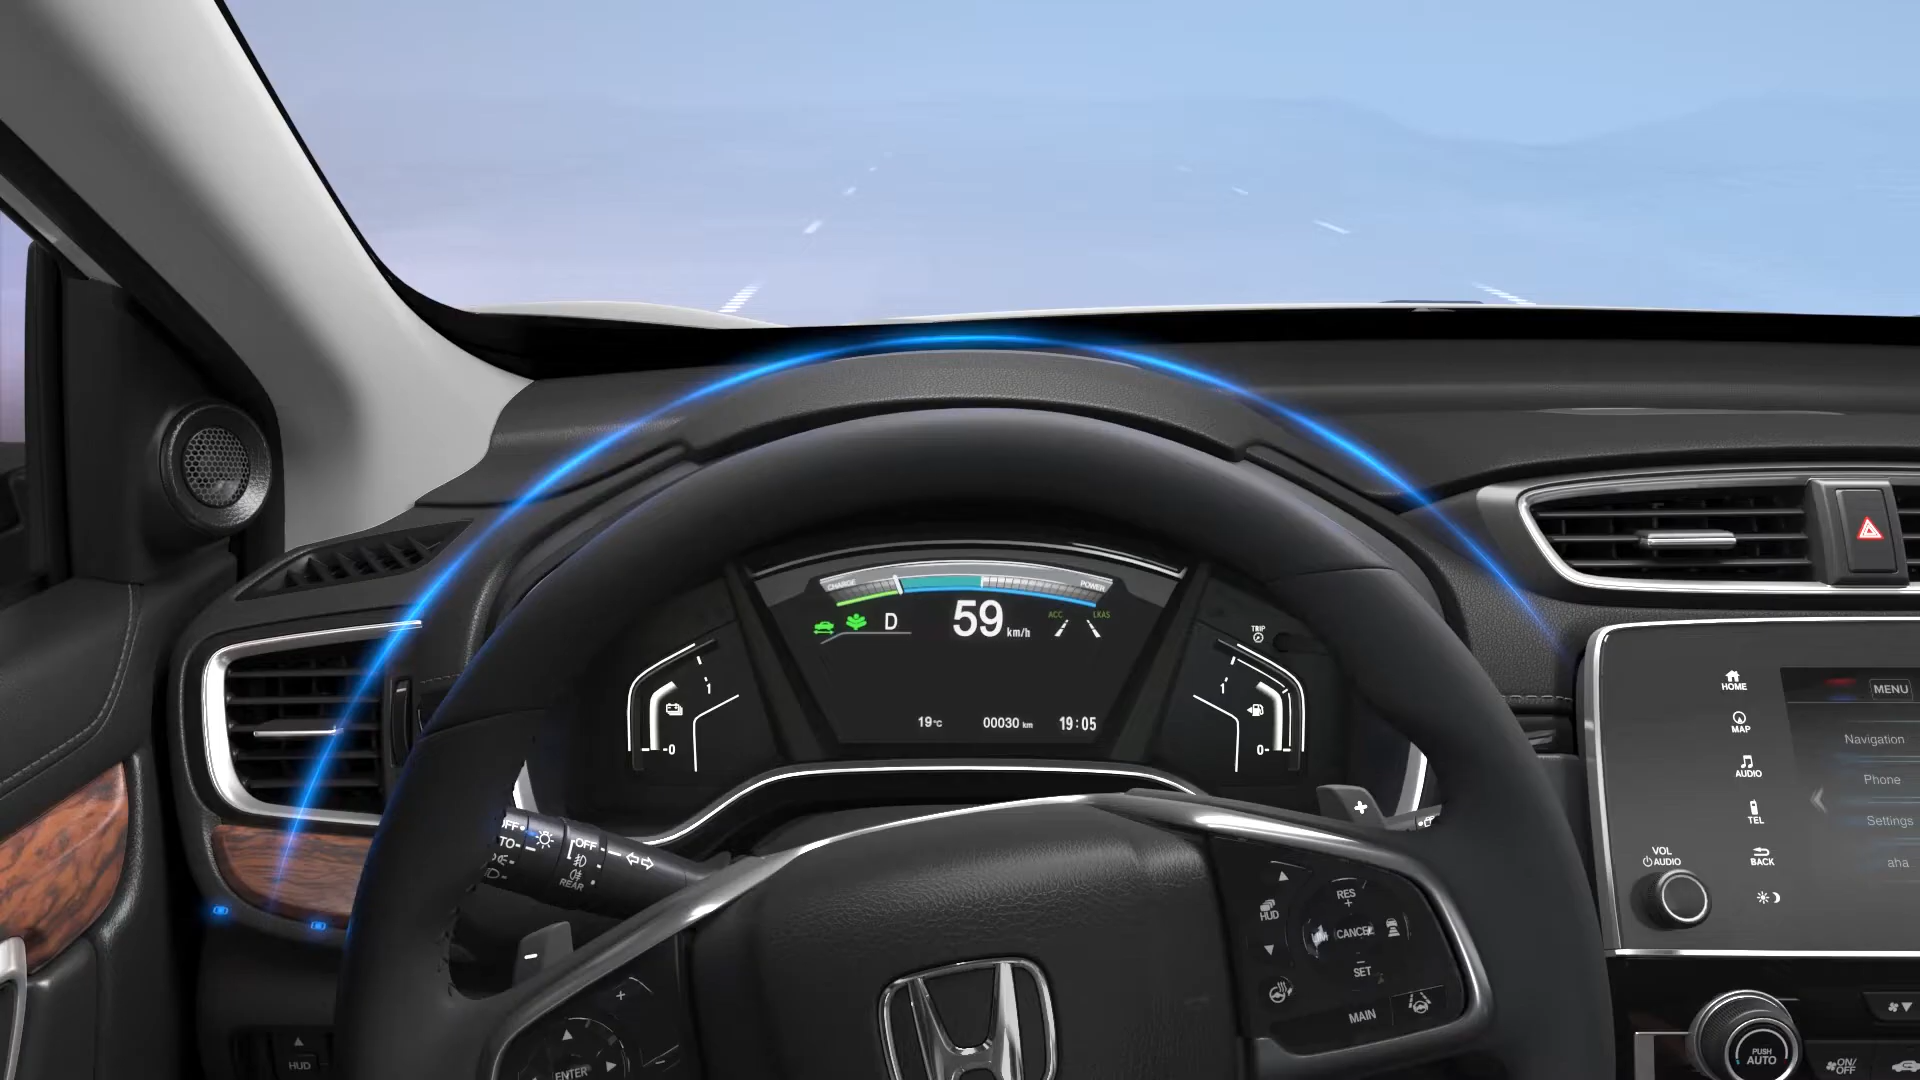 CHARGE
POWER
D
59 km/h
ACC
LKAS
TRIP
1
1
0
0
19°C
00030 km
19:05
HOME
MAP
AUDIO
TEL
BACK
VOL
AUDIO
MENU
Navigation
Phone
Settings
aha
OFF
REAR
+
-
HUD
RES
+
CANCEL
-
SET
MAIN
+
-
ENTER
HUD
PUSH
AUTO
ON/
OFF